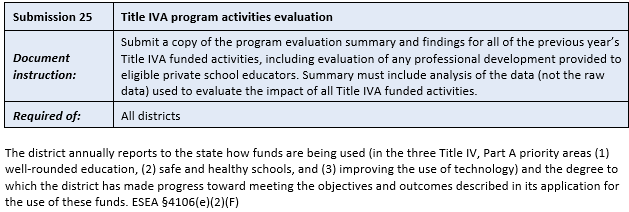 Submission 25 Title IVA program activities evaluation
Document instruction: Submit a copy of the program evaluation summary and findings for all of the previous year's
Title IVA funded activities, including evaluation of any professional development provided to
eligible private school educators. Summary must include analysis of the data (not the raw
data) used to evaluate the impact of all Title IVA funded activities.
Required of: All districts
The district annually reports to the state how funds are being used (in the three Title IV, Part A priority areas (1)
well-rounded education, (2) safe and healthy schools, and (3) improving the use of technology) and the degree to
which the district has made progress toward meeting the objectives and outcomes described in its application for
the use of these funds. ESEA §4106(e)(2)(F)